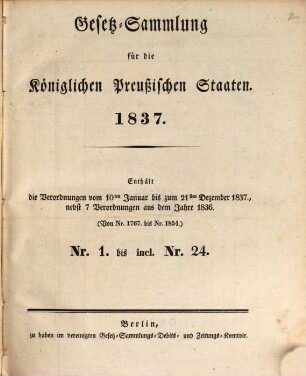 Gesetz-Sammlung
für die
Königlichen Preußischen Staaten.
1837.
Enthält
die Verordnungen vom 10ten Januar bis zum 21sten Dezember 1837.,
nebst 7 Verordnungen aus dem Jahre 1836.
(Von Nr. 1767. bis Nr. 1854.)
Nr. 1. bis incl. Nr. 24.
Berlin,
zu haben im vereinigten Gesetz-Sammlungs-Debits- und Zeitungs-Komtoir.